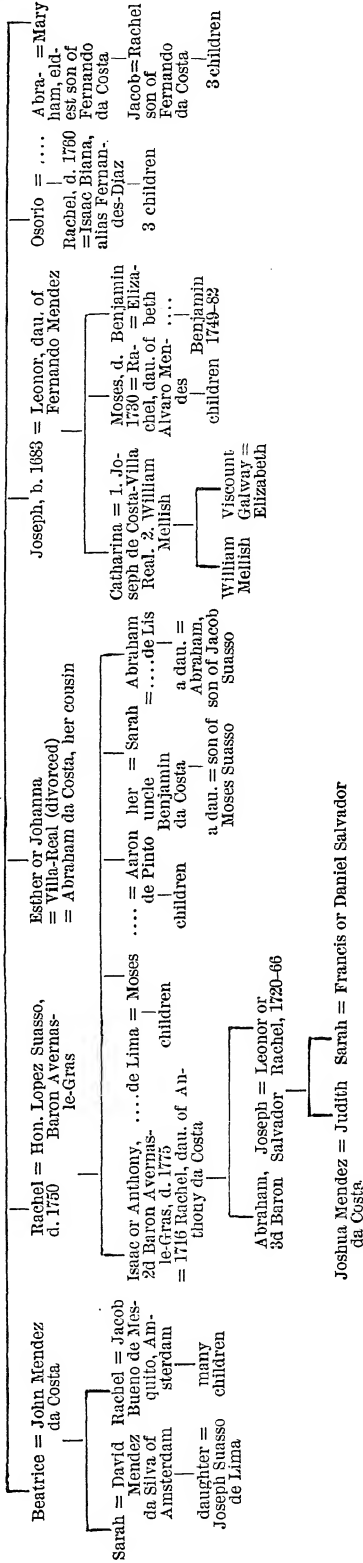 Beatrice = John Mendez
da Costa
Sarah = David
Mendez
da Silva of
Amsterdam
daughter =
Joseph Suasso
de Lima
Rachel = Jacob
Bueno de Mes-
quito, Am-
sterdam
many
children
Rachel = Hon. Lopez Suasso,
d. 1750 Baron Avernas-
le-Gras
Isaac or Anthony,
2d Baron Avernas-
le-Gras, d. 1775
= 1716 Rachel, dau. of An-
thony da Costa
Abraham,
3d Baron
Joseph = Leonor or
Salvador Rachel, 1720–66
Joshua Mendez = Judith
da Costa
Sarah = Francis or Daniel Salvador
....de Lima = Moses
children
.... = Aaron
de Pinto
children
her = Sarah
uncle
Benjamin
da Costa
a dau. = son of
Moses Suasso
Abraham
= ....de Lis
a dau. =
Abraham,
son of Jacob
Suasso
Esther or Johanna
= Villa-Real (divorced)
= Abraham da Costa, her cousin
Joseph, b. 1683 = Leonor, dau. of
Fernando Mendez
Catharina = 1. Jo-
seph de Costa-Villa
Real. 2. William
Mellish
William
Mellish
Viscount
Galway =
Elizabeth
Moses, d.
1730 = Ra-
chel, dau. of
Alvaro Men-
des
children
Benjamin
= Eliza-
beth
....
Benjamin
1749–82
Osorio = ....
Rachel, d. 1760
= Isaac Biana,
alias Fernan-
des-Djaz
3 children
Abra- = Mary
ham, eld-
est son of
Fernando
da Costa
Jacob = Rachel
son of
Fernando
da Costa
3 children